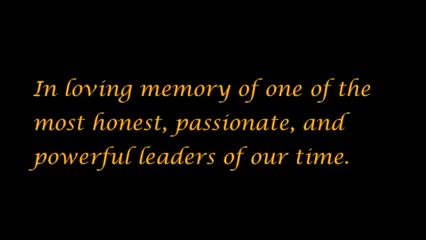 In loving memory of one of the
most honest, passionate, and
powerful leaders of our time.